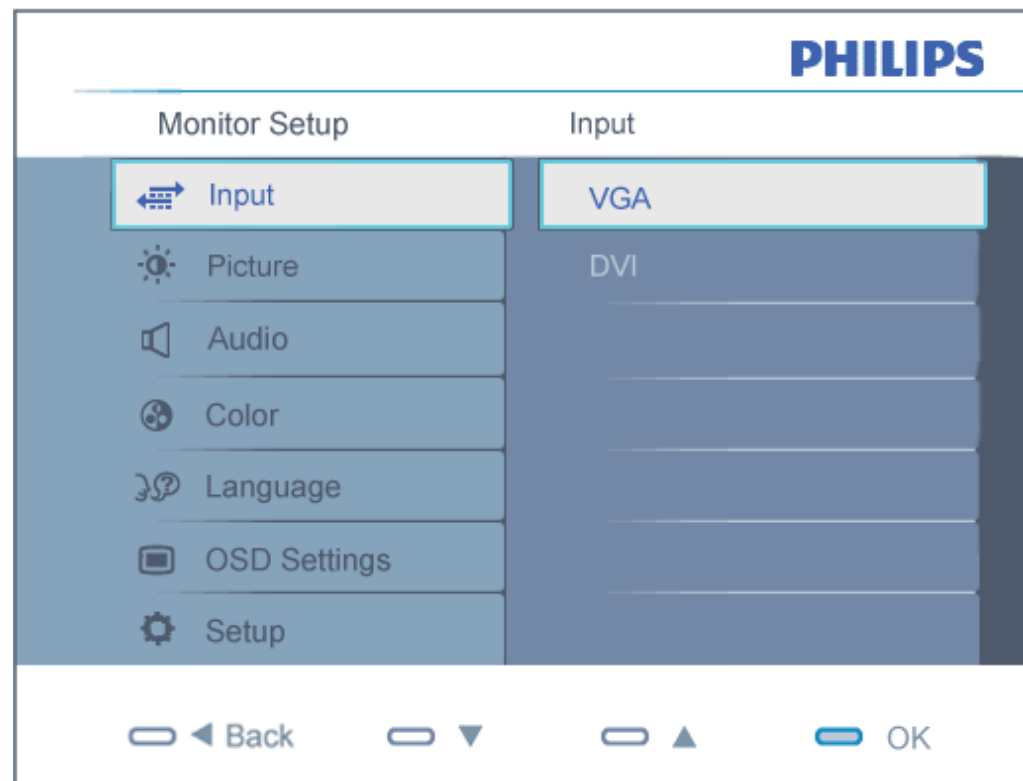 PHILIPS
Monitor Setup
Input
Input
VGA
Picture
DVI
Audio
Color
Language
OSD Settings
Setup
Back
OK